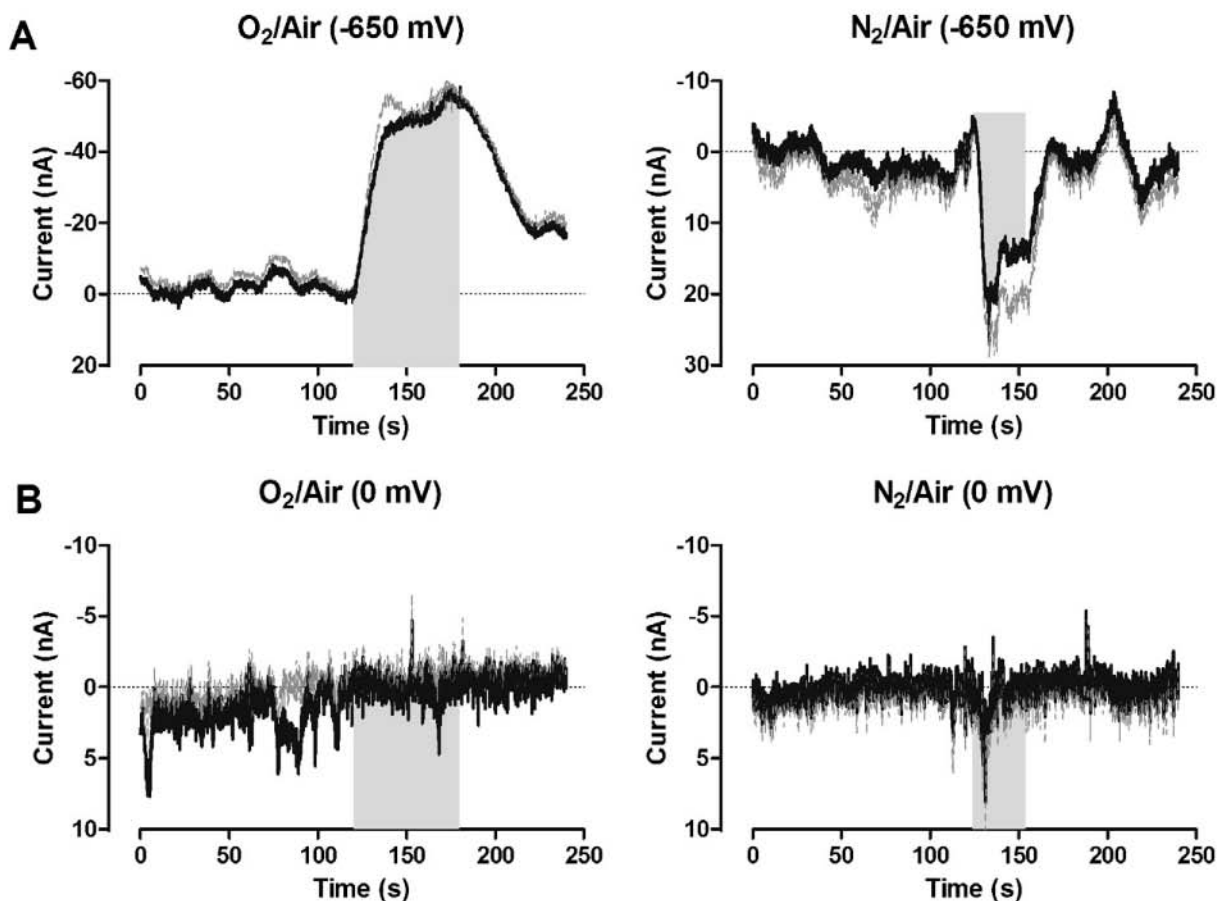 A
O₂/Air (-650 mV)
-60
-40
-20
0
20
Current (nA)
0 50 100 150 200 250
Time (s)
N₂/Air (-650 mV)
-10
0
10
20
30
Current (nA)
0 50 100 150 200 250
Time (s)
B
O₂/Air (0 mV)
-10
-5
0
5
10
Current (nA)
0 50 100 150 200 250
Time (s)
N₂/Air (0 mV)
-10
-5
0
5
10
Current (nA)
0 50 100 150 200 250
Time (s)